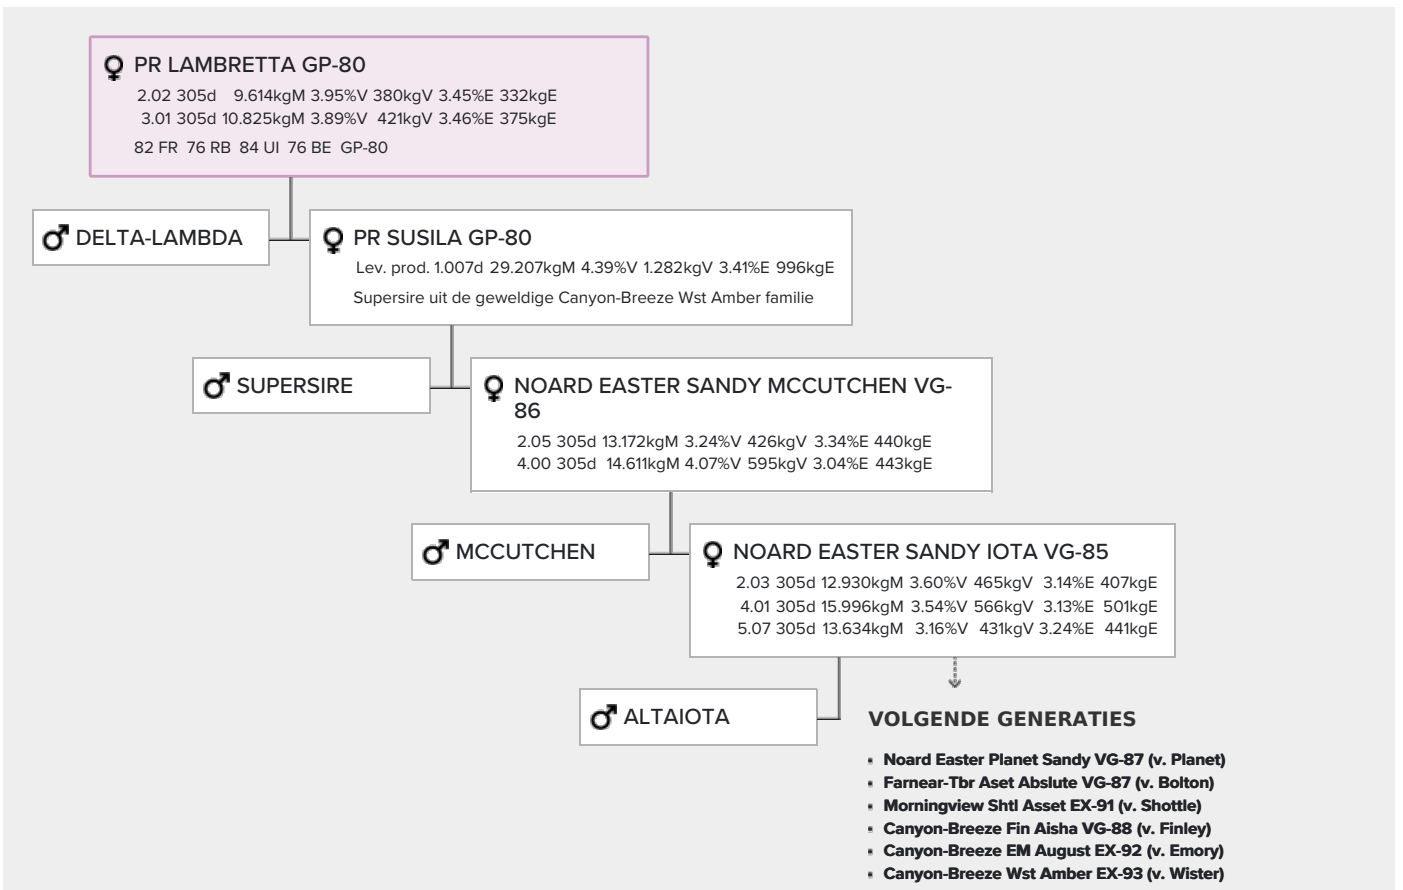 PR LAMBRETTA GP-80
2.02 305d 9.614kgM 3.95%V 380kgV 3.45%E 332kgE
3.01 305d 10.825kgM 3.89%V 421kgV 3.46%E 375kgE
82 FR 76 RB 84 UI 76 BE GP-80
DELTA-LAMBDA
PR SUSILA GP-80
Lev. prod. 1.007d 29.207kgM 4.39%V 1.282kgV 3.41%E 996kgE
Supersire uit de geweldige Canyon-Breeze Wst Amber familie
SUPERSIRE
NOARD EASTER SANDY MCCUTCHEN VG-
86
2.05 305d 13.172kgM 3.24%V 426kgV 3.34%E 440kgE
4.00 305d 14.611kgM 4.07%V 595kgV 3.04%E 443kgE
MCCUTCHEN
NOARD EASTER SANDY IOTA VG-85
2.03 305d 12.930kgM 3.60%V 465kgV 3.14%E 407kgE
4.01 305d 15.996kgM 3.54%V 566kgV 3.13%E 501kgE
5.07 305d 13.634kgM 3.16%V 431kgV 3.24%E 441kgE
ALTAIOTA
VOLGENDE GENERATIES
▪ Noard Easter Planet Sandy VG-87 (v. Planet)
▪ Farnear-Tbr Aset Abslute VG-87 (v. Bolton)
▪ Morningview Shtl Asset EX-91 (v. Shottle)
▪ Canyon-Breeze Fin Aisha VG-88 (v. Finley)
▪ Canyon-Breeze EM August EX-92 (v. Emory)
▪ Canyon-Breeze Wst Amber EX-93 (v. Wister)